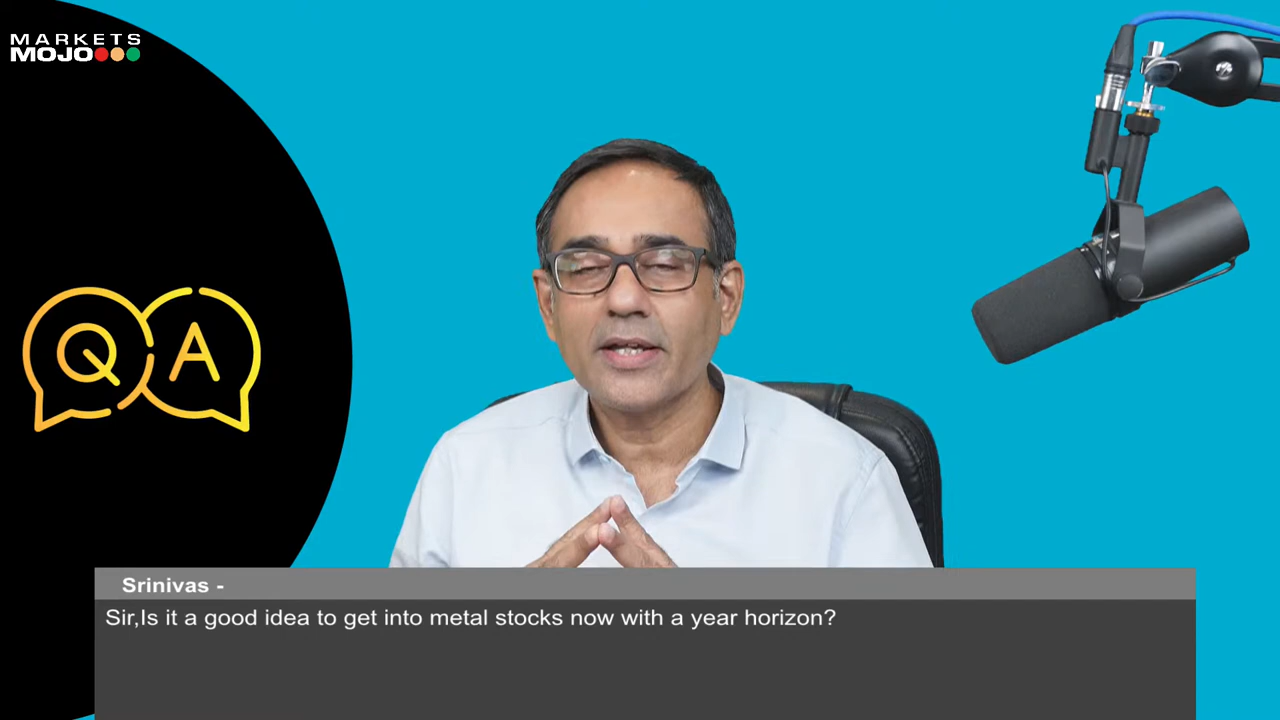 MARKETS
MOJO
Q A
Srinivas -
Sir,Is it a good idea to get into metal stocks now with a year horizon?